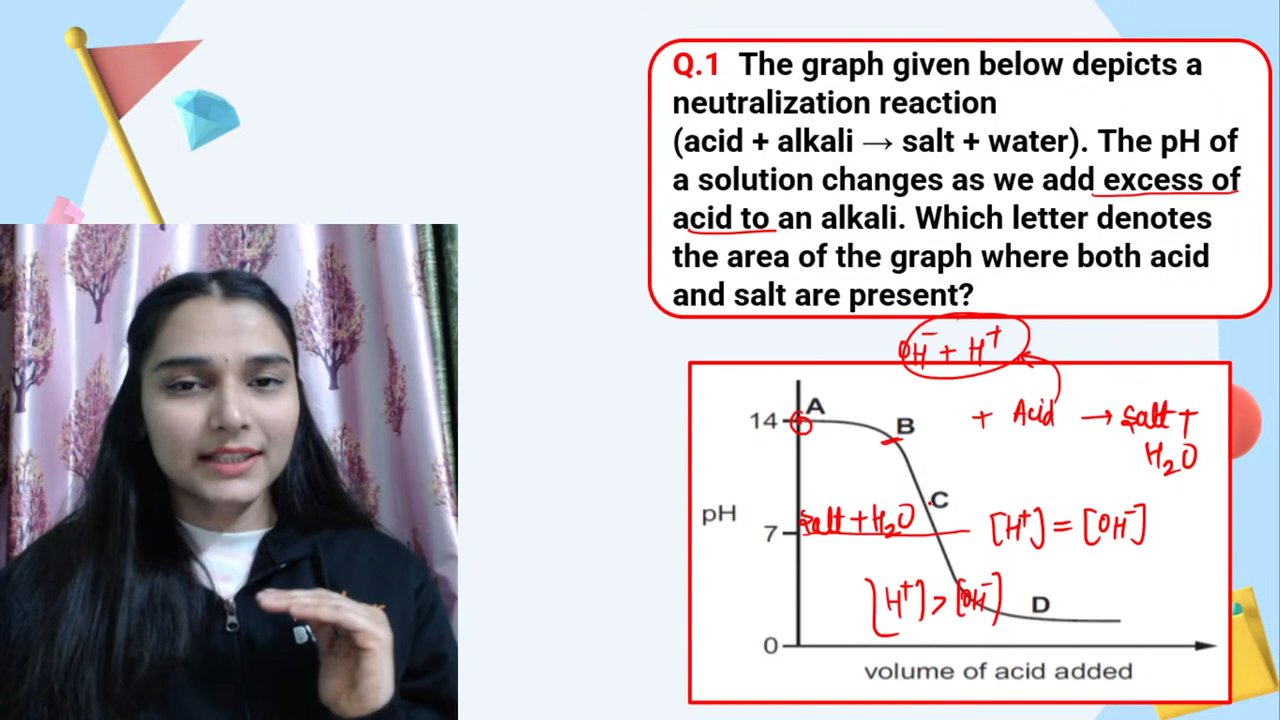 Q.1 The graph given below depicts a
neutralization reaction
(acid + alkali → salt + water). The pH of
a solution changes as we add excess of
acid to an alkali. Which letter denotes
the area of the graph where both acid
and salt are present?
OH⁻ + H⁺
A
14
B
+ Acid → salt +
H₂O
pH
C
salt + H₂O
7
[H⁺] = [OH⁻]
[H⁺] > [OH⁻]
D
0
volume of acid added